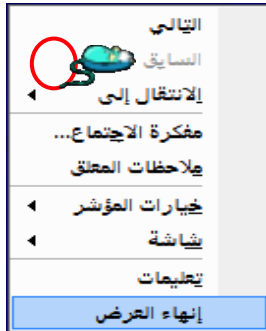 التالي
السابق
الانتقال إلى
مفكرة الاجتماع...
ملاحظات المعلق
خيارات المؤشر
شاشة
تعليمات
إنهاء العرض